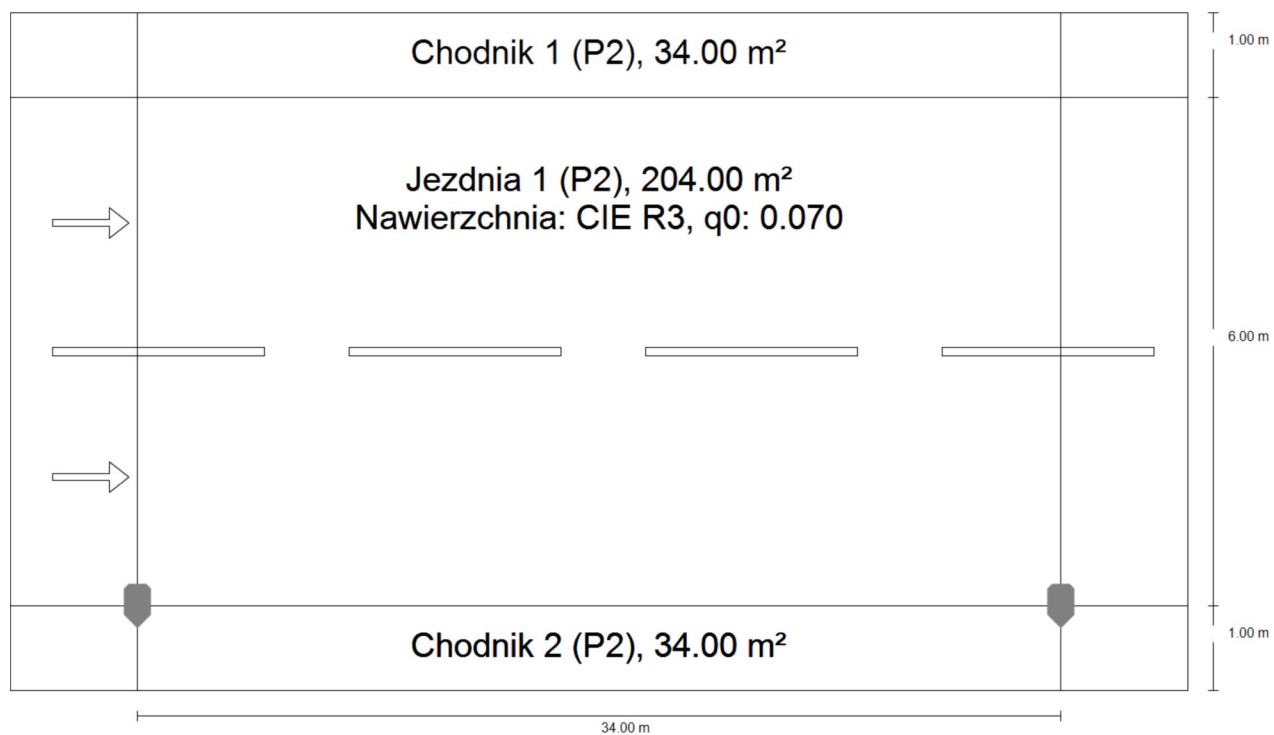 Chodnik 1 (P2), 34.00 m²
1.00 m
Jezdnia 1 (P2), 204.00 m²
Nawierzchnia: CIE R3, q0: 0.070
6.00 m
Chodnik 2 (P2), 34.00 m²
1.00 m
34.00 m